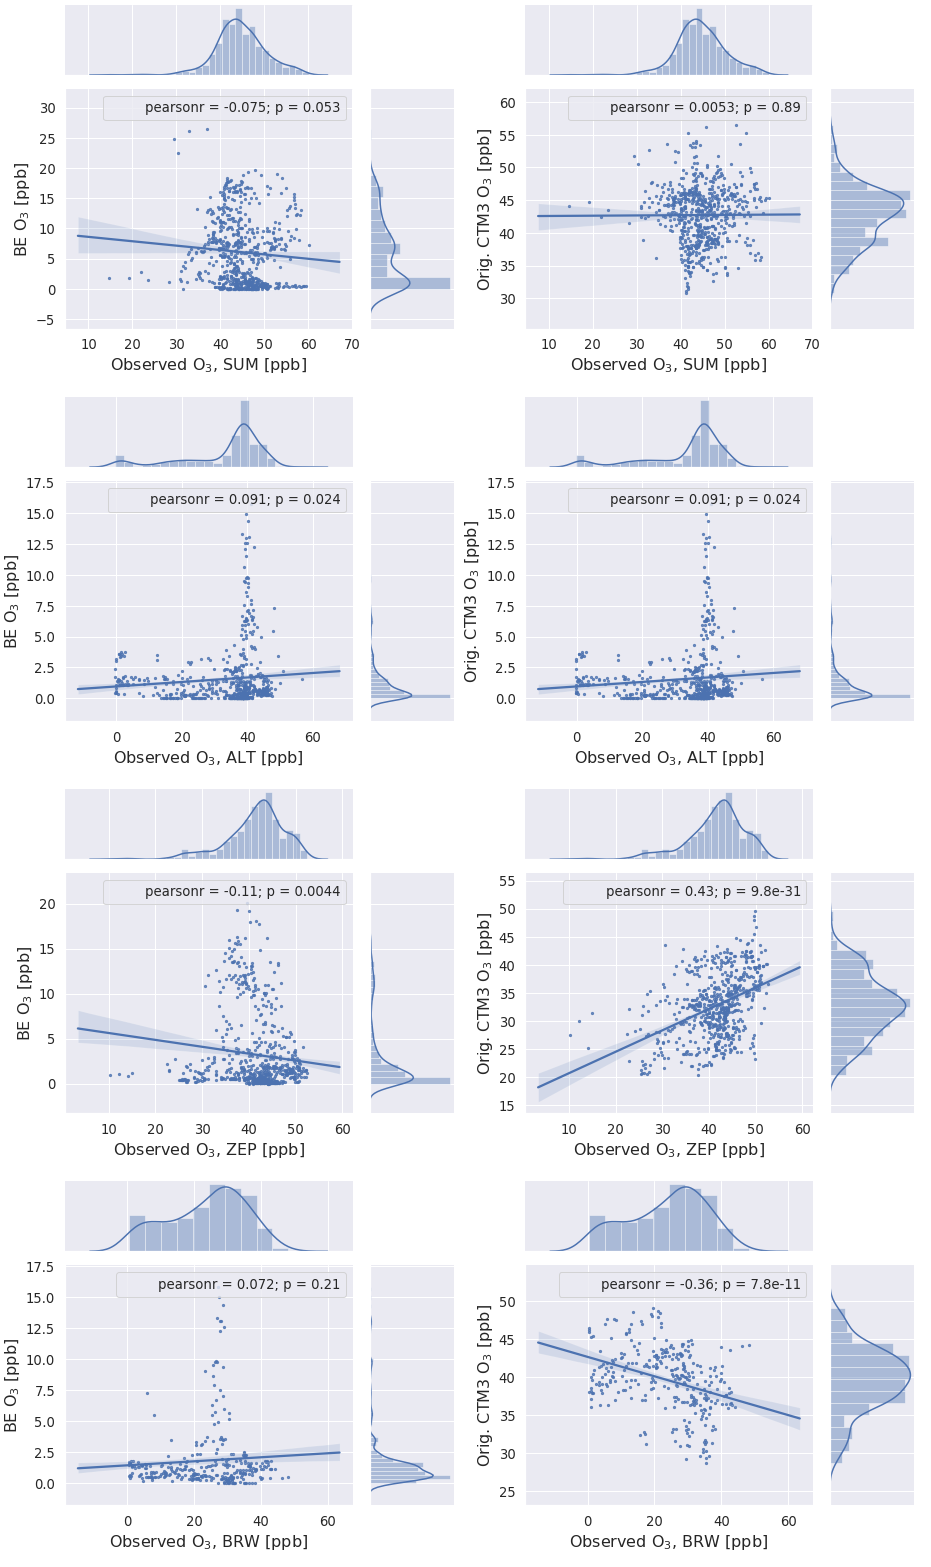 pearsonr = -0.075; p = 0.053
30
25
20
15
10
5
0
−5
BE O3 [ppb]
10 20 30 40 50 60 70
Observed O3, SUM [ppb]
pearsonr = 0.0053; p = 0.89
60
55
50
45
40
35
30
Orig. CTM3 O3 [ppb]
10 20 30 40 50 60 70
Observed O3, SUM [ppb]
pearsonr = 0.091; p = 0.024
17.5
15.0
12.5
10.0
7.5
5.0
2.5
0.0
BE O3 [ppb]
0 20 40 60
Observed O3, ALT [ppb]
pearsonr = 0.091; p = 0.024
17.5
15.0
12.5
10.0
7.5
5.0
2.5
0.0
Orig. CTM3 O3 [ppb]
0 20 40 60
Observed O3, ALT [ppb]
pearsonr = -0.11; p = 0.0044
20
15
10
5
0
BE O3 [ppb]
10 20 30 40 50 60
Observed O3, ZEP [ppb]
pearsonr = 0.43; p = 9.8e-31
55
50
45
40
35
30
25
20
15
Orig. CTM3 O3 [ppb]
10 20 30 40 50 60
Observed O3, ZEP [ppb]
pearsonr = 0.072; p = 0.21
17.5
15.0
12.5
10.0
7.5
5.0
2.5
0.0
BE O3 [ppb]
0 20 40 60
Observed O3, BRW [ppb]
pearsonr = -0.36; p = 7.8e-11
50
45
40
35
30
25
Orig. CTM3 O3 [ppb]
0 20 40 60
Observed O3, BRW [ppb]